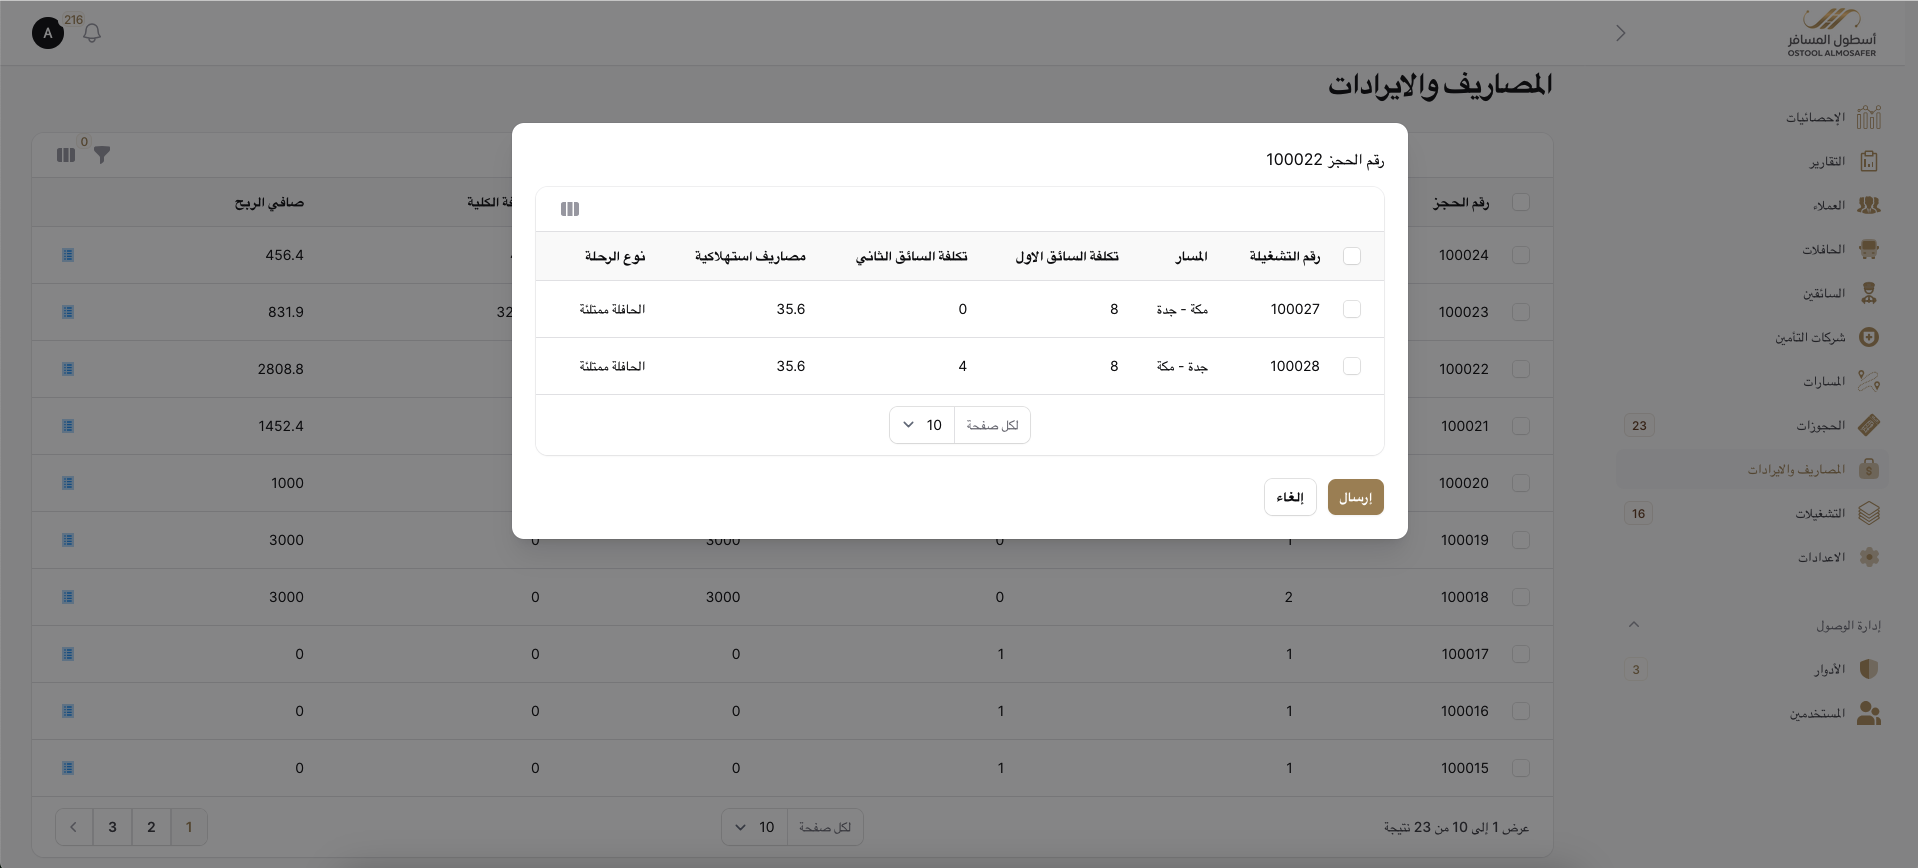 أسطول المسافر
OSTOOL ALMOSAFER
216
A
الإحصائيات
التقارير
العملاء
الحافلات
السائقين
شركات التأمين
المسارات
الحجوزات 23
المصاريف والايرادات
التشغيلات 16
الاعدادات
إدارة الوصول
الأدوار 3
المستخدمين
المصاريف والايرادات
0
رقم الحجز صافي الربح
100024 456.4
100023 831.9
100022 2808.8
100021 1452.4
100020 1000
100019 1 0 3000 0 3000
100018 2 0 3000 0 3000
100017 1 1 0 0 0
100016 1 1 0 0 0
100015 1 1 0 0 0
عرض 1 إلى 10 من 23 نتيجة
لكل صفحة 10
1 2 3
رقم الحجز 100022
رقم التشغيلة المسار تكلفة السائق الاول تكلفة السائق الثاني مصاريف استهلاكية نوع الرحلة
100027 مكة - جدة 8 0 35.6 الحافلة ممتلئة
100028 جدة - مكة 8 4 35.6 الحافلة ممتلئة
لكل صفحة 10
إرسال
إلغاء